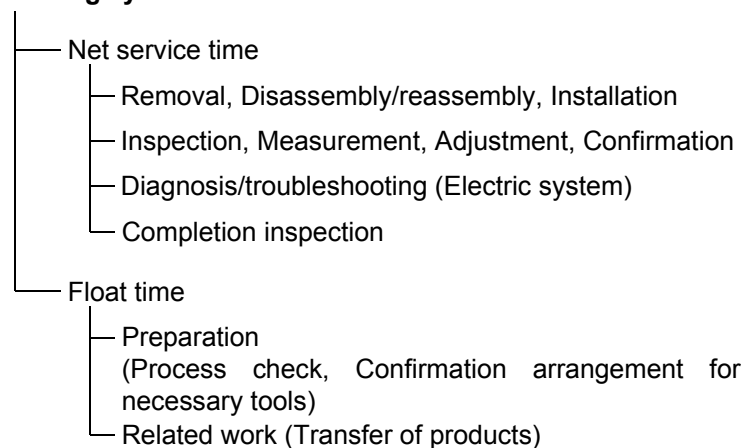 Net service time
Removal, Disassembly/reassembly, Installation
Inspection, Measurement, Adjustment, Confirmation
Diagnosis/troubleshooting (Electric system)
Completion inspection
Float time
Preparation
(Process check, Confirmation arrangement for
necessary tools)
Related work (Transfer of products)